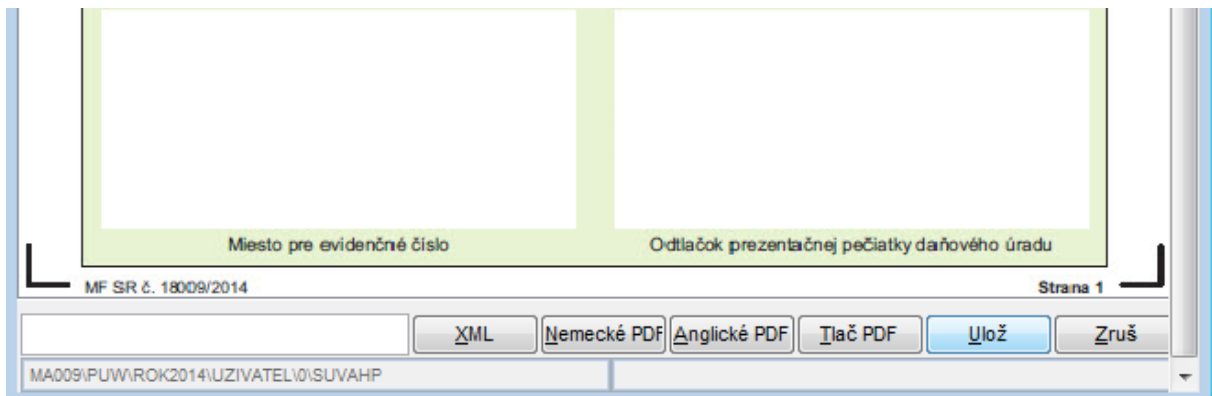 Miesto pre evidenčné číslo Odtlačok prezentačnej pečiatky daňového úradu
MF SR č. 18009/2014 Strana 1
XML Nemecké PDF Anglické PDF Tlač PDF Ulož Zruš
MA009\PUW\ROK2014\UZIVATEL\0\SUVAHP